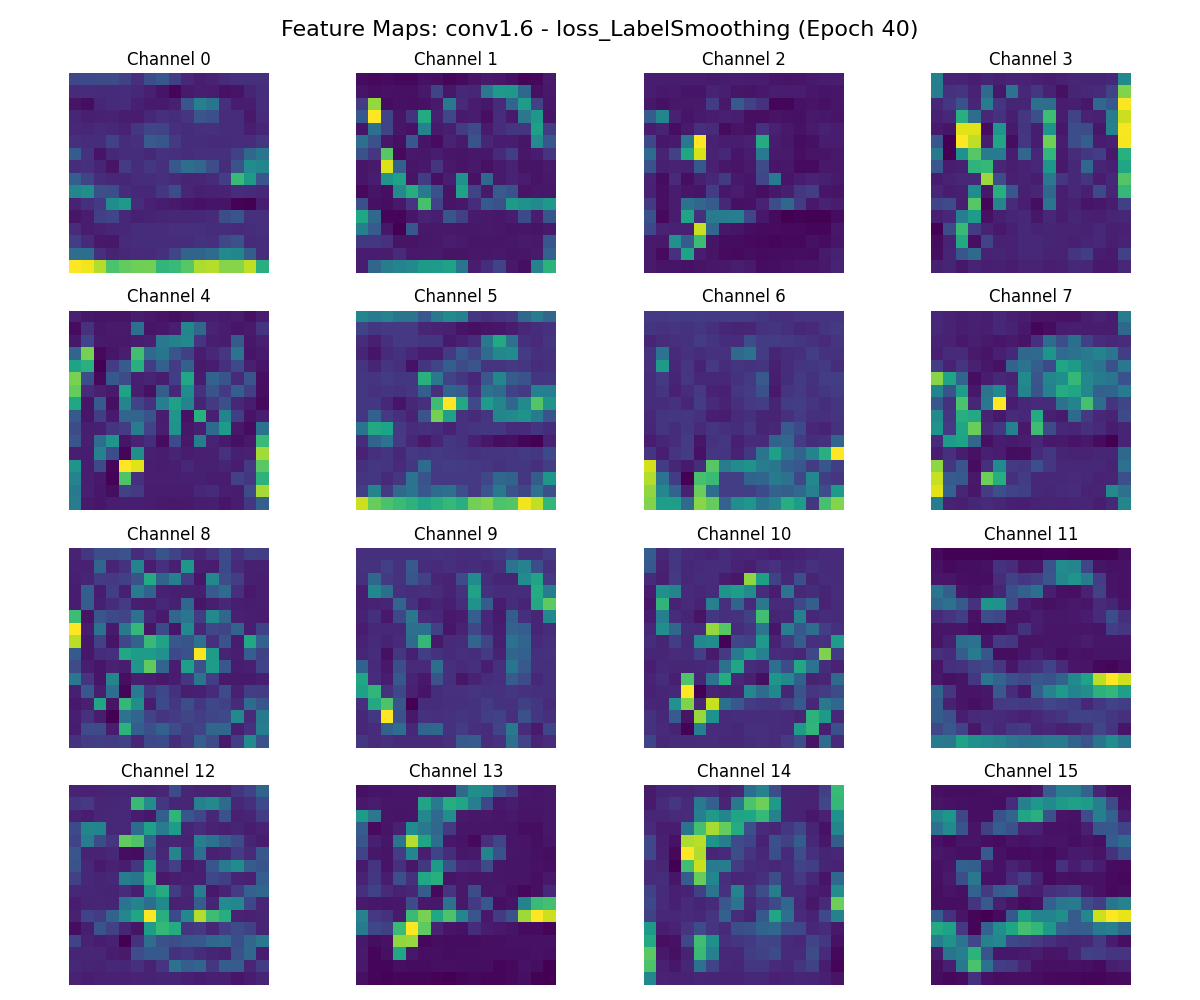 Feature Maps: conv1.6 - loss_LabelSmoothing (Epoch 40)
Channel 0
Channel 1
Channel 2
Channel 3
Channel 4
Channel 5
Channel 6
Channel 7
Channel 8
Channel 9
Channel 10
Channel 11
Channel 12
Channel 13
Channel 14
Channel 15